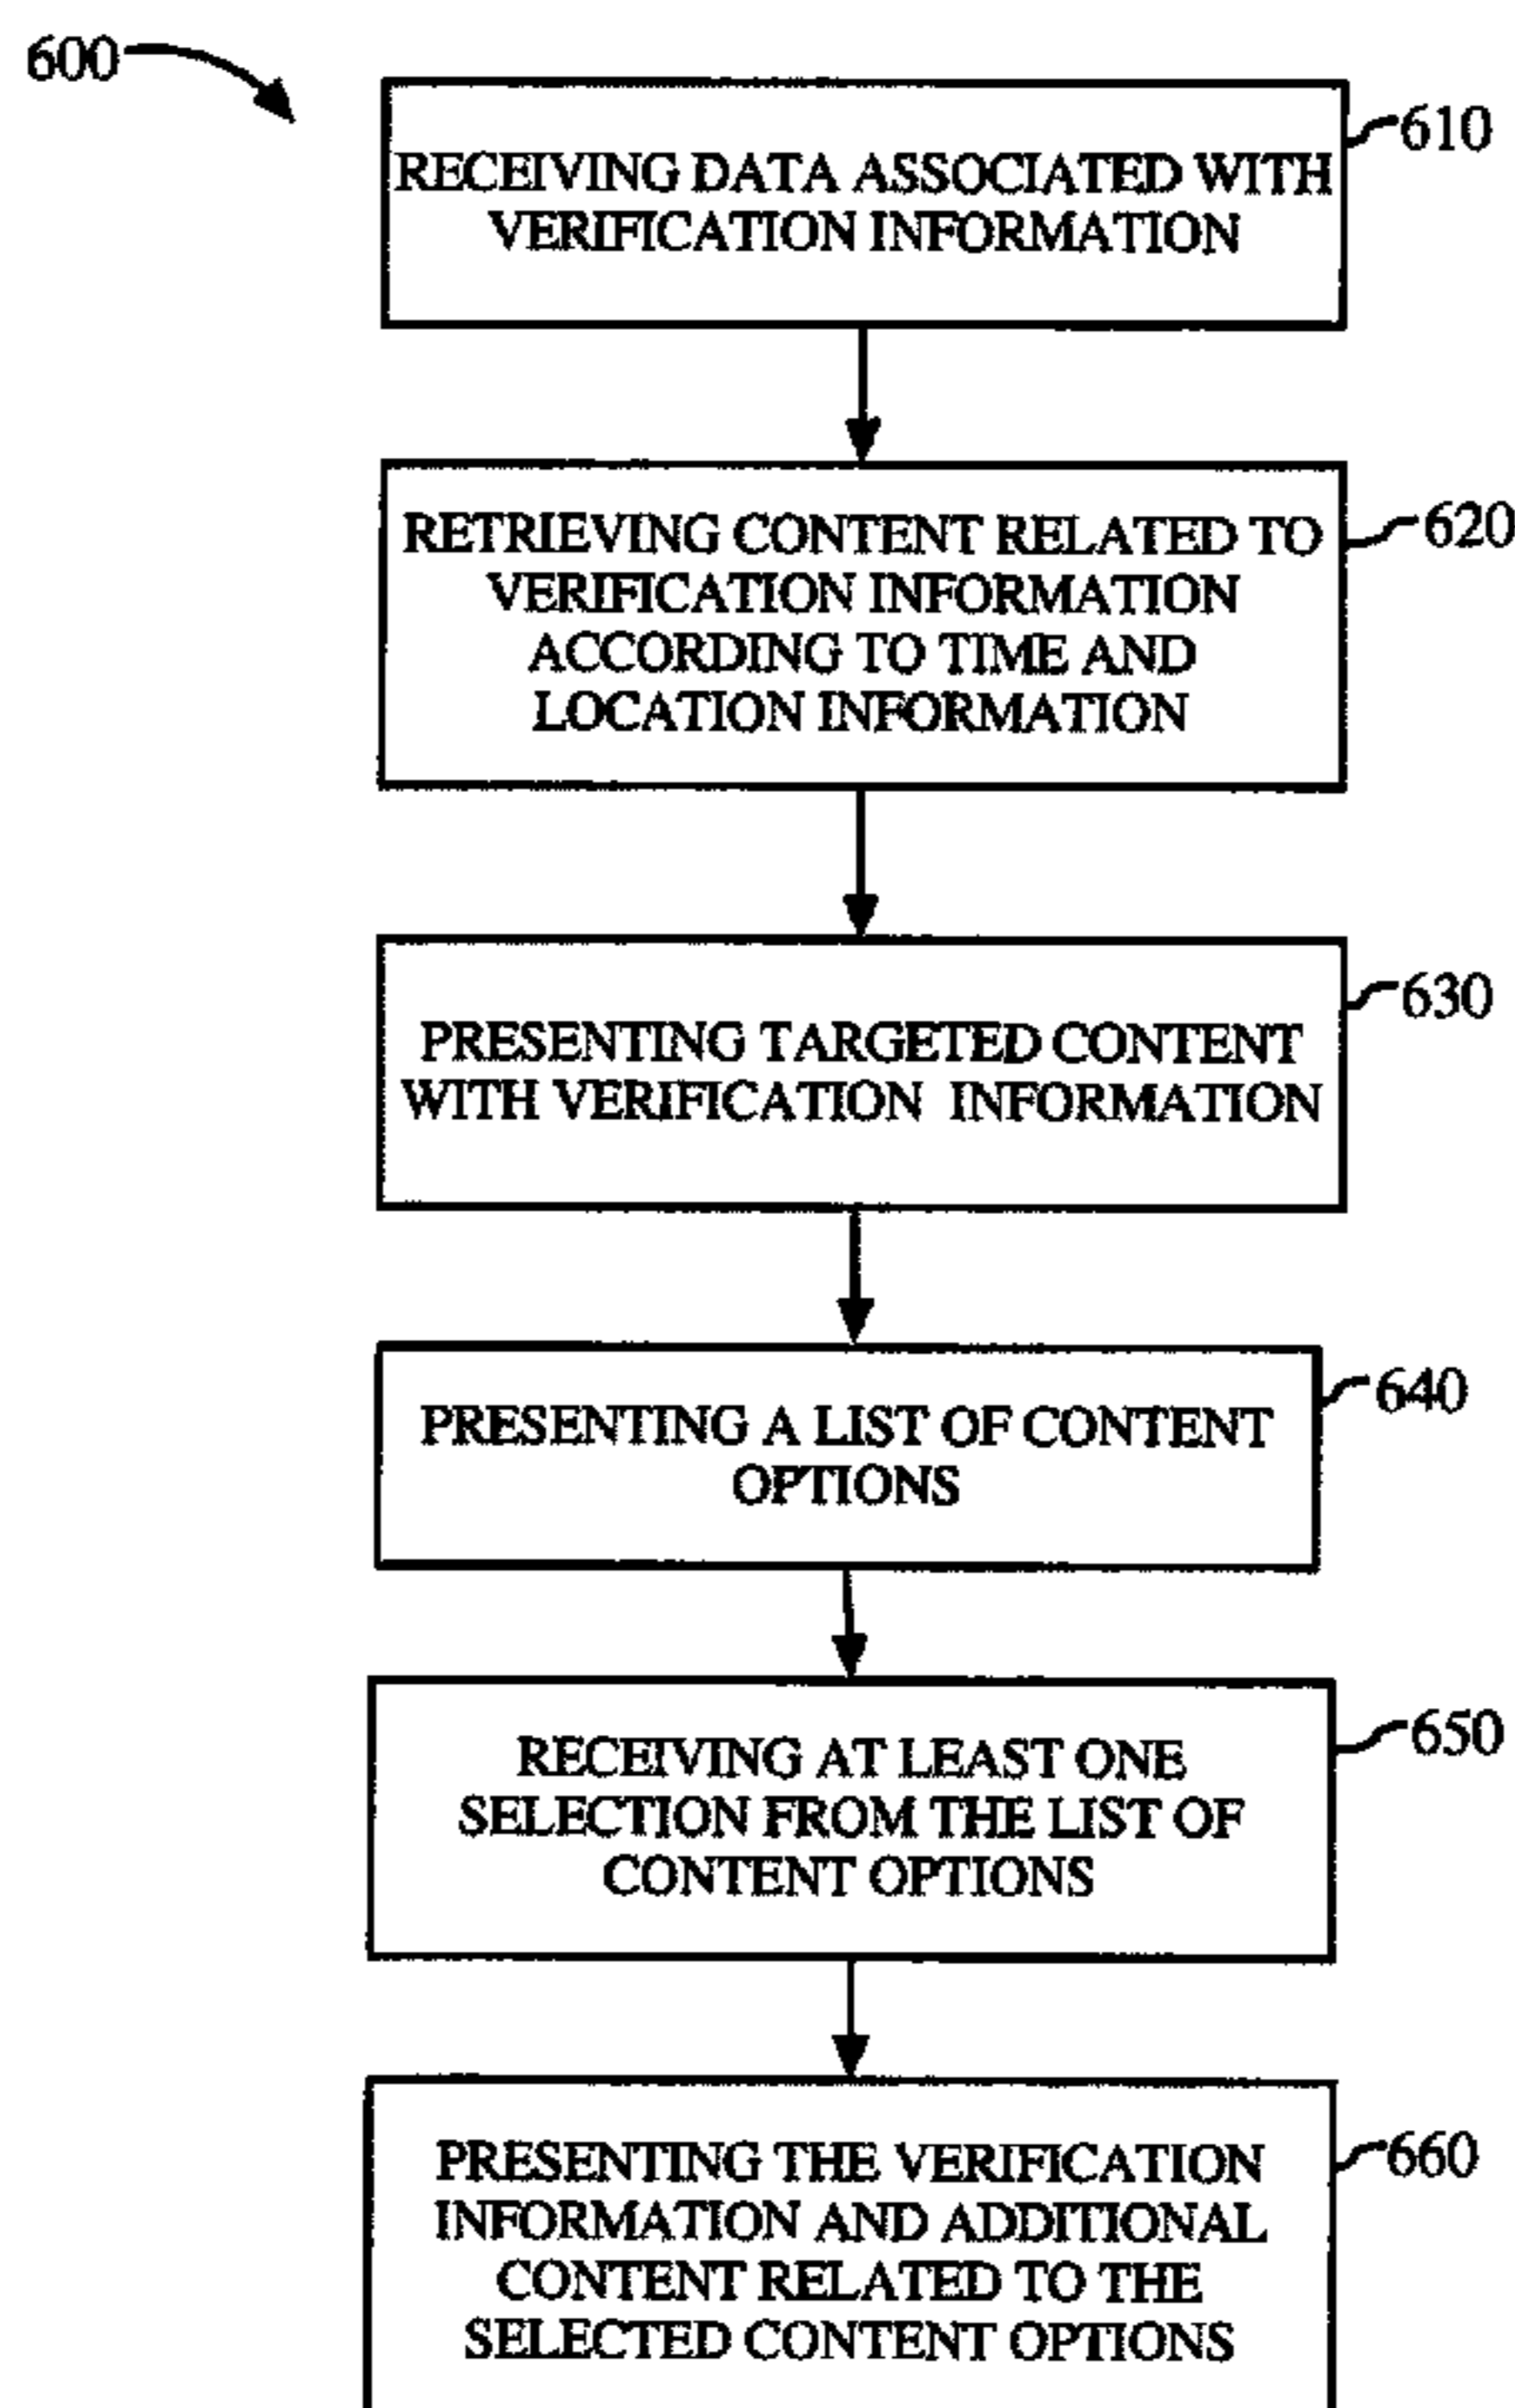 600
610
RECEIVING DATA ASSOCIATED WITH
VERIFICATION INFORMATION
620
RETRIEVING CONTENT RELATED TO
VERIFICATION INFORMATION
ACCORDING TO TIME AND
LOCATION INFORMATION
630
PRESENTING TARGETED CONTENT
WITH VERIFICATION INFORMATION
640
PRESENTING A LIST OF CONTENT
OPTIONS
650
RECEIVING AT LEAST ONE
SELECTION FROM THE LIST OF
CONTENT OPTIONS
660
PRESENTING THE VERIFICATION
INFORMATION AND ADDITIONAL
CONTENT RELATED TO THE
SELECTED CONTENT OPTIONS